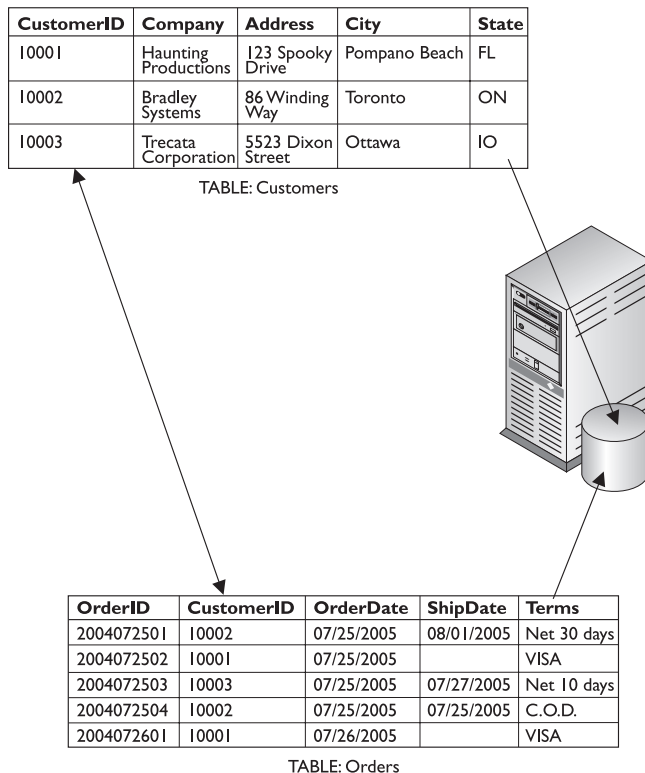 CustomerID Company Address City State
10001 Haunting Productions 123 Spooky Drive Pompano Beach FL
10002 Bradley Systems 86 Winding Way Toronto ON
10003 Trecata Corporation 5523 Dixon Street Ottawa IO
TABLE: Customers
OrderID CustomerID OrderDate ShipDate Terms
2004072501 10002 07/25/2005 08/01/2005 Net 30 days
2004072502 10001 07/25/2005 VISA
2004072503 10003 07/25/2005 07/27/2005 Net 10 days
2004072504 10002 07/25/2005 07/25/2005 C.O.D.
2004072601 10001 07/26/2005 VISA
TABLE: Orders